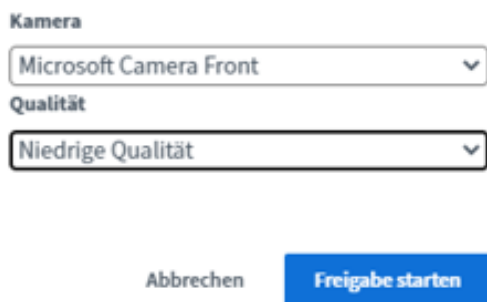 Kamera
Microsoft Camera Front
Qualität
Niedrige Qualität
Abbrechen Freigabe starten